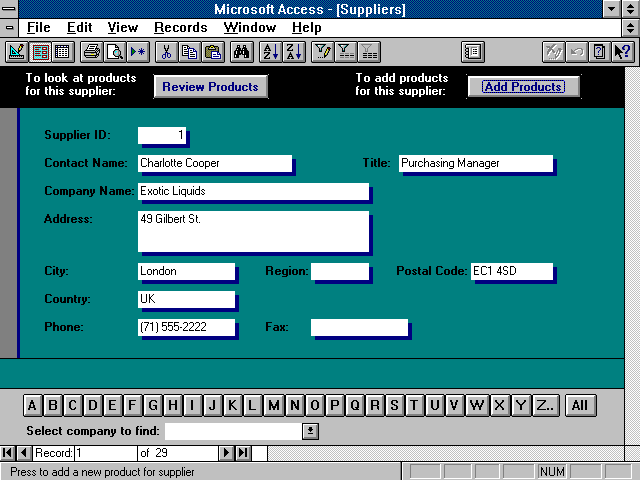 Microsoft Access - [Suppliers]
File Edit View Records Window Help
To look at products for this supplier:
Review Products
To add products for this supplier:
Add Products
Supplier ID: 1
Contact Name: Charlotte Cooper Title: Purchasing Manager
Company Name: Exotic Liquids
Address: 49 Gilbert St.
City: London Region: Postal Code: EC1 4SD
Country: UK
Phone: (71) 555-2222 Fax:
A B C D E F G H I J K L M N O P Q R S T U V W X Y Z.. All
Select company to find:
Record: 1 of 29
Press to add a new product for supplier NUM